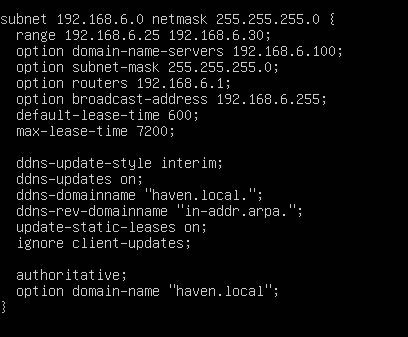 subnet 192.168.6.0 netmask 255.255.255.0 {
  range 192.168.6.25 192.168.6.30;
  option domain-name-servers 192.168.6.100;
  option subnet-mask 255.255.255.0;
  option routers 192.168.6.1;
  option broadcast-address 192.168.6.255;
  default-lease-time 600;
  max-lease-time 7200;

  ddns-update-style interim;
  ddns-updates on;
  ddns-domainname "haven.local.";
  ddns-rev-domainname "in-addr.arpa.";
  update-static-leases on;
  ignore client-updates;

  authoritative;
  option domain-name "haven.local";
}